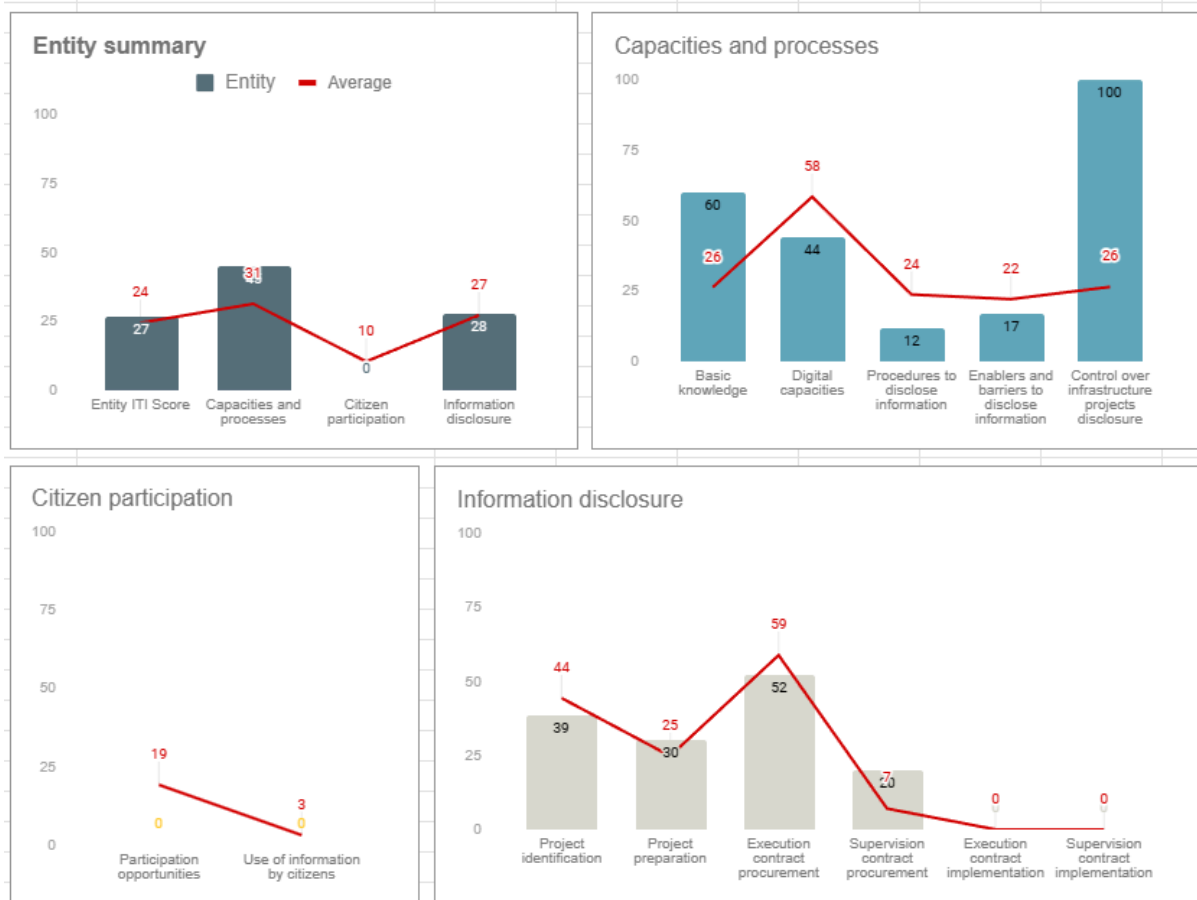 Entity summary
Entity
Average
100
75
50
25
0
24
27
31
10
0
27
28
Entity ITI Score
Capacities and
processes
Citizen
participation
Information
disclosure
Capacities and processes
100
75
50
25
0
60
26
58
44
24
12
22
17
100
26
Basic
knowledge
Digital
capacities
Procedures to
disclose
information
Enablers and
barriers to
disclose
information
Control over
infrastructure
projects
disclosure
Citizen participation
100
75
50
25
0
19
0
3
0
Participation
opportunities
Use of information
by citizens
Information disclosure
100
75
50
25
0
44
39
25
30
59
52
7
20
0
0
Project
identification
Project
preparation
Execution
contract
procurement
Supervision
contract
procurement
Execution
contract
implementation
Supervision
contract
implementation